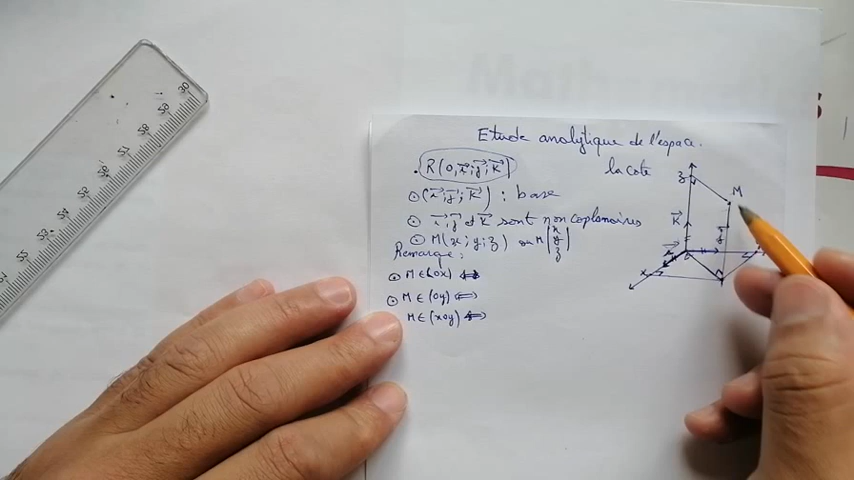 Etude analytique de l'espace.
. R(O,i⃗;j⃗;k⃗)
la cote
⊙ (i⃗;j⃗;k⃗) : base
⊙ i⃗,j⃗ et k⃗ sont non coplanaires
⊙ M(x;y;z) ou M(x y z)
Remarque :
⊙ M∈(ox) ⇔
⊙ M∈(oy) ⇔
M∈(xoy) ⇔
z
M
k⃗
j⃗
i⃗
x